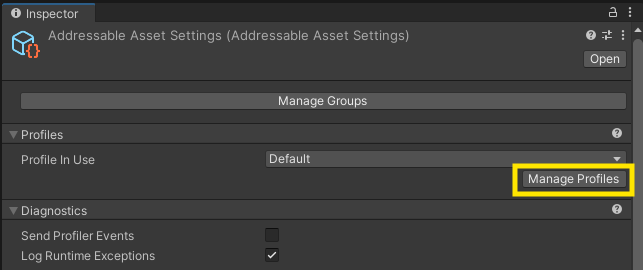 Inspector
Addressable Asset Settings (Addressable Asset Settings)
Open
Manage Groups
Profiles
Profile In Use Default
Manage Profiles
Diagnostics
Send Profiler Events
Log Runtime Exceptions